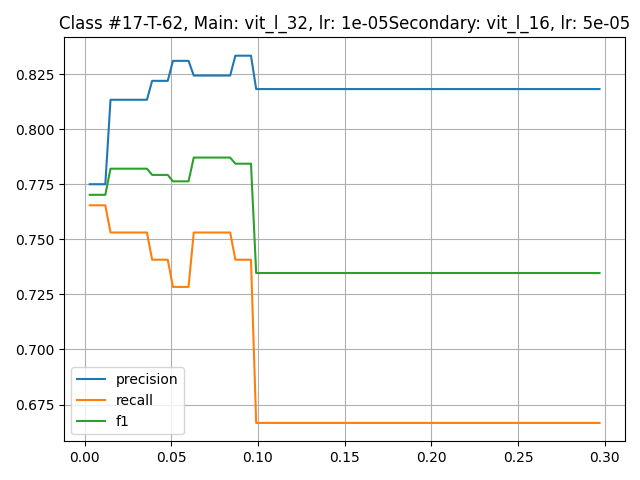 Class #17-T-62, Main: vit_l_32, lr: 1e-05Secondary: vit_l_16, lr: 5e-05
0.825
0.800
0.775
0.750
0.725
0.700
0.675
precision
recall
f1
0.00 0.05 0.10 0.15 0.20 0.25 0.30